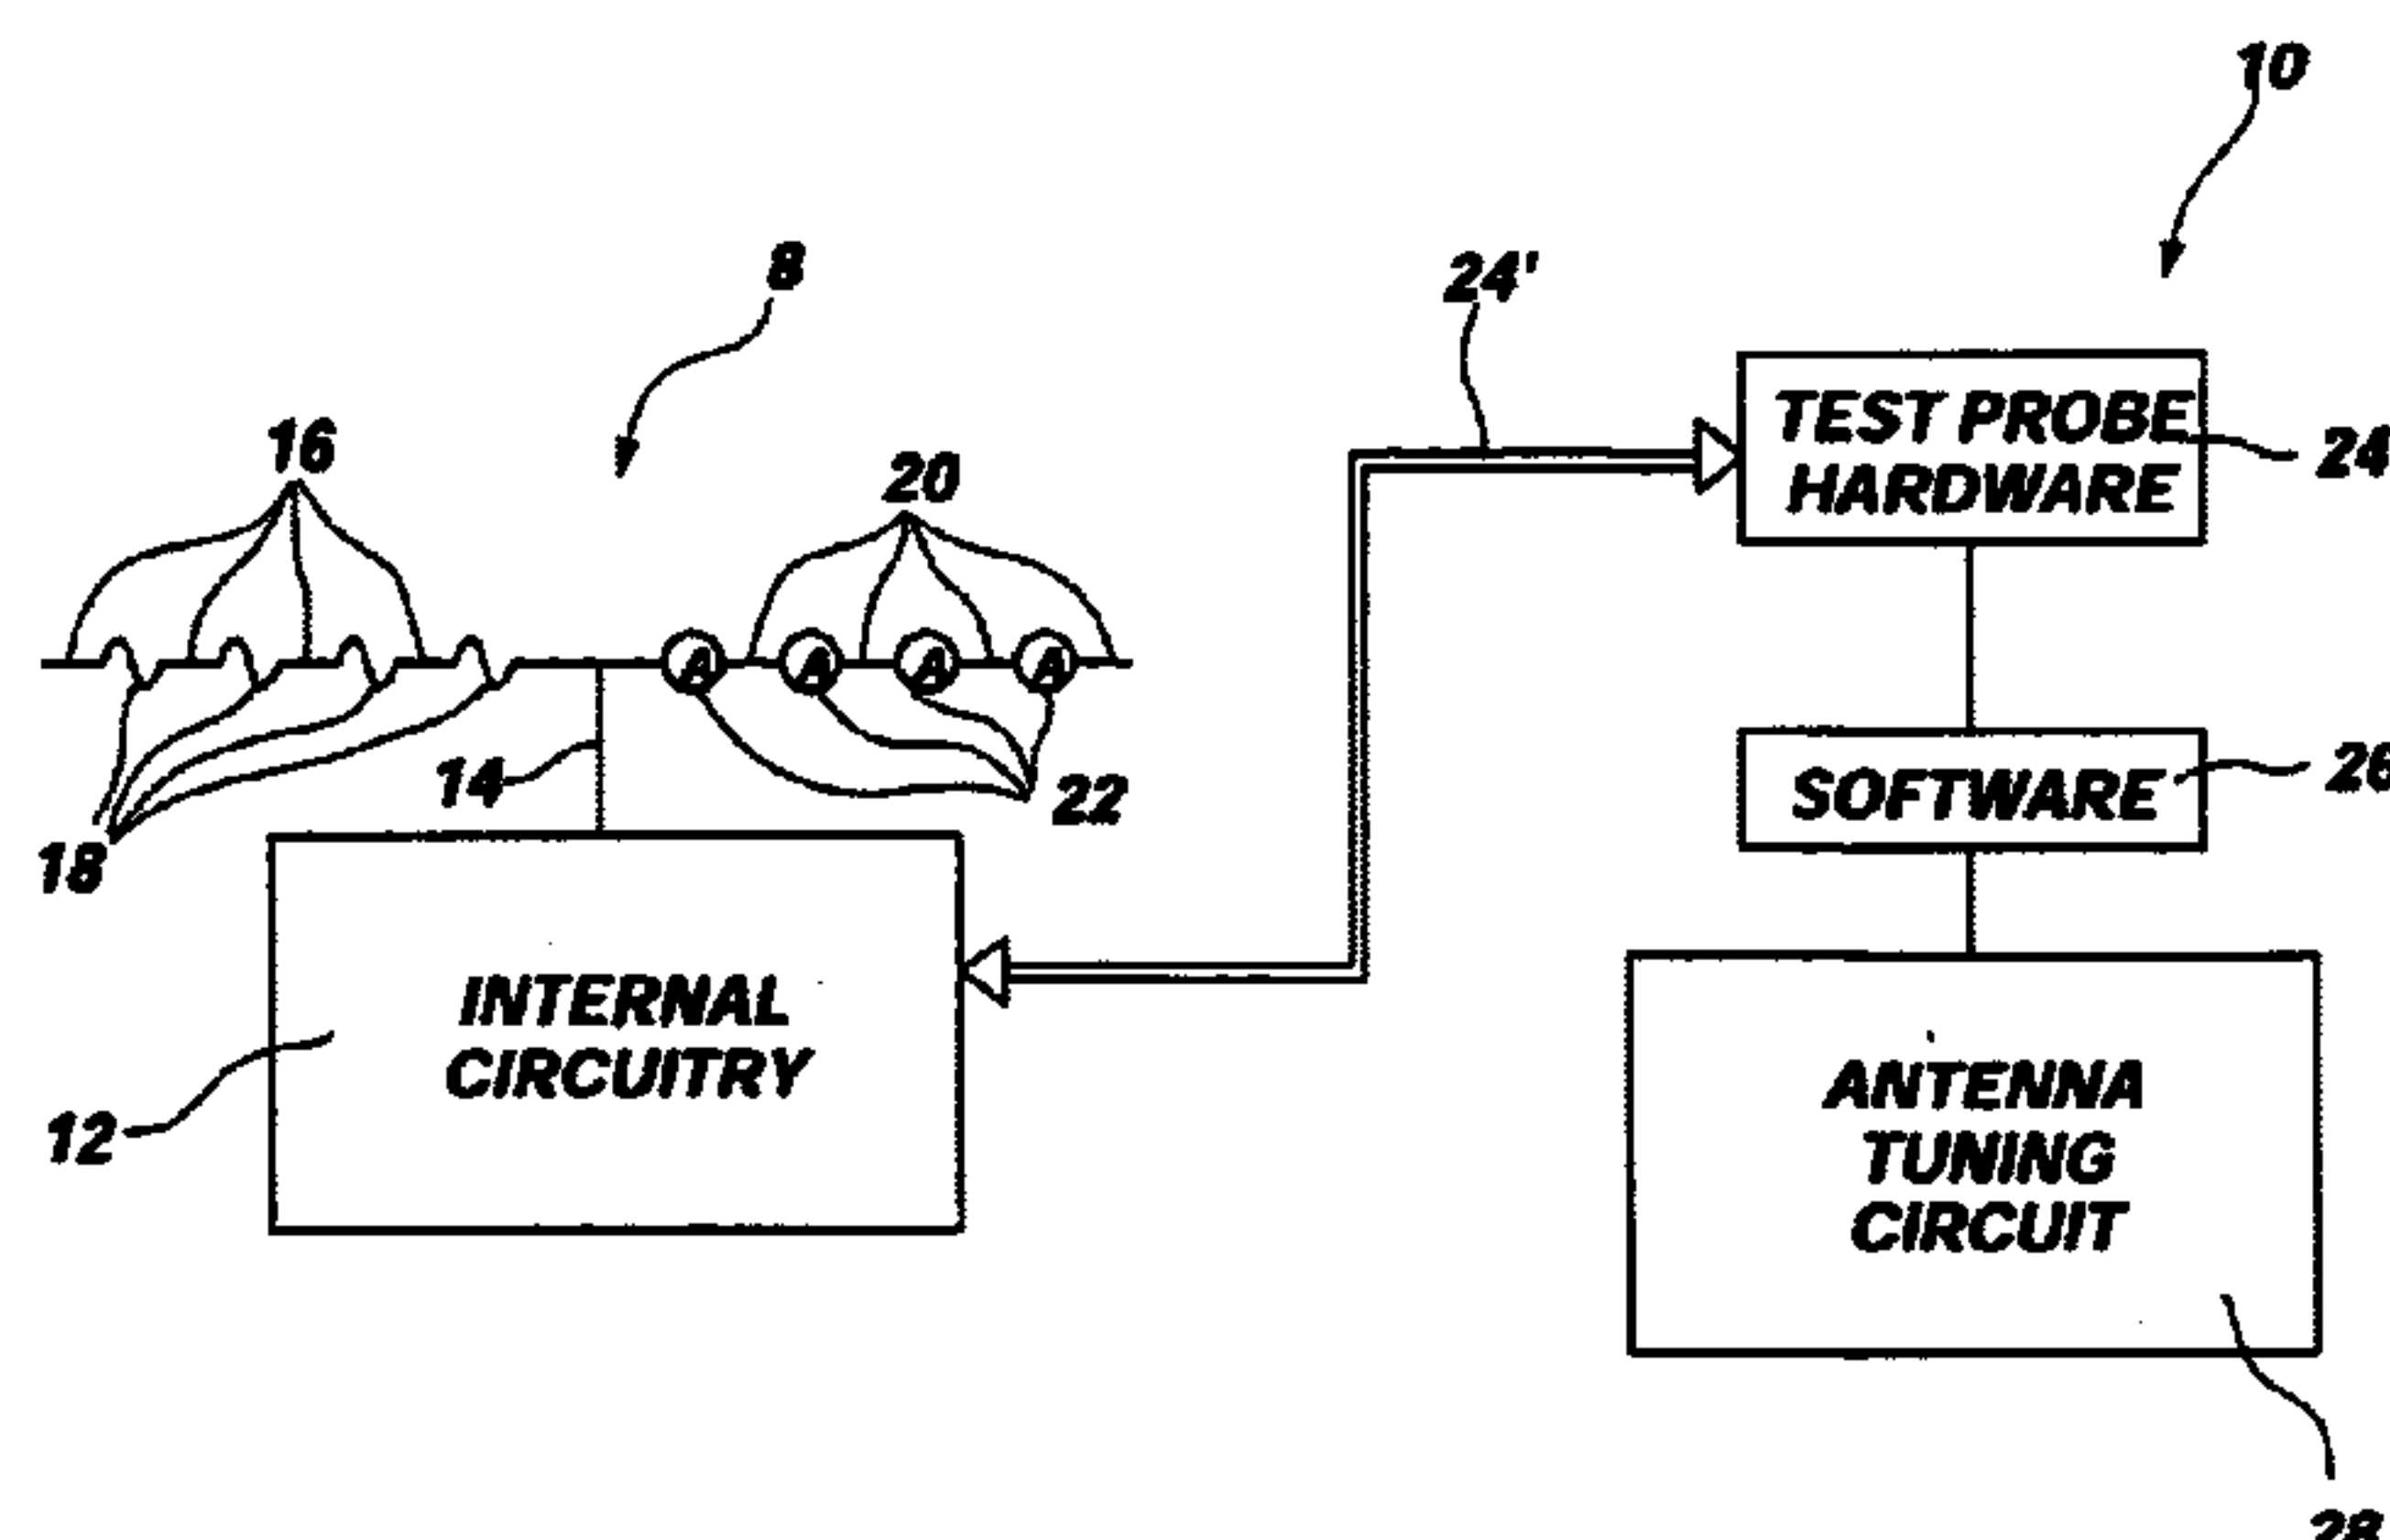 10
8
24'
16
20
TEST PROBE
HARDWARE
24
A A A A
14
22
18
SOFTWARE
26
INTERNAL
CIRCUITRY
12
ANTENNA
TUNING
CIRCUIT
28